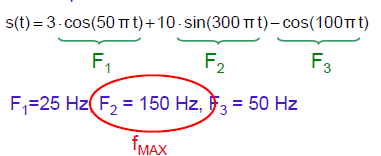 s(t) = 3·cos(50 π t)+10·sin(300 π t)−cos(100π t)
F₁ F₂ F₃
F₁=25 Hz, F₂ = 150 Hz, F₃ = 50 Hz
fMAX